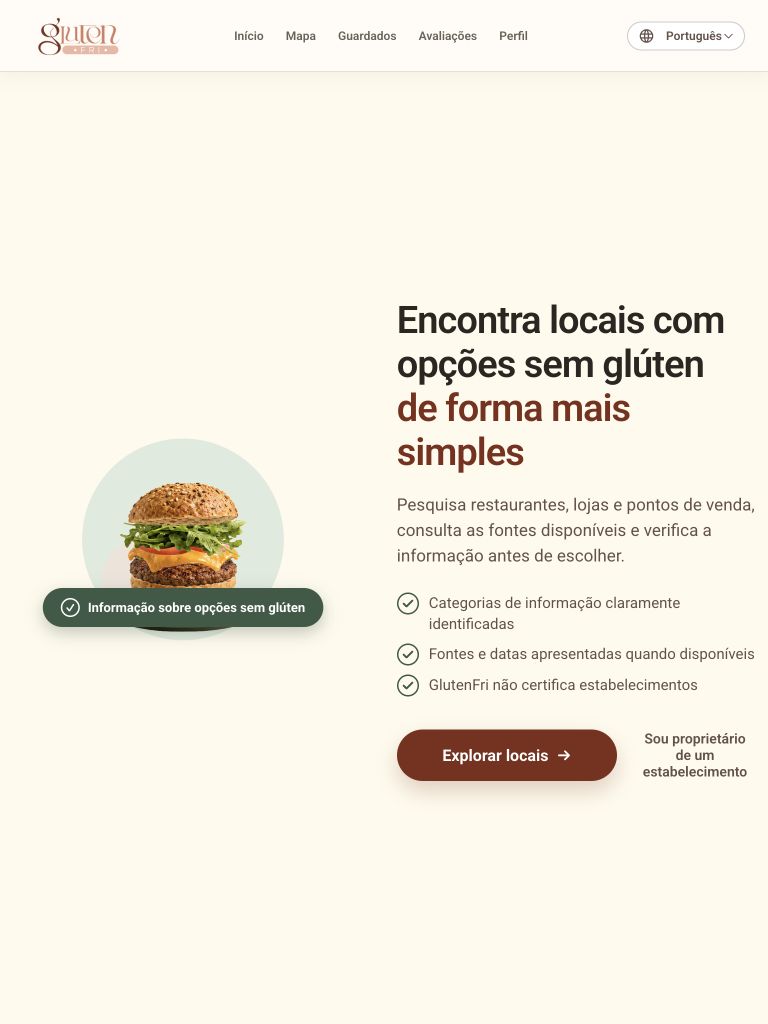 gluten
•FRI•
Início
Mapa
Guardados
Avaliações
Perfil
Português
Encontra locais com
opções sem glúten
de forma mais
simples
Pesquisa restaurantes, lojas e pontos de venda,
consulta as fontes disponíveis e verifica a
informação antes de escolher.
Informação sobre opções sem glúten
Categorias de informação claramente
identificadas
Fontes e datas apresentadas quando disponíveis
GlutenFri não certifica estabelecimentos
Explorar locais →
Sou proprietário
de um
estabelecimento